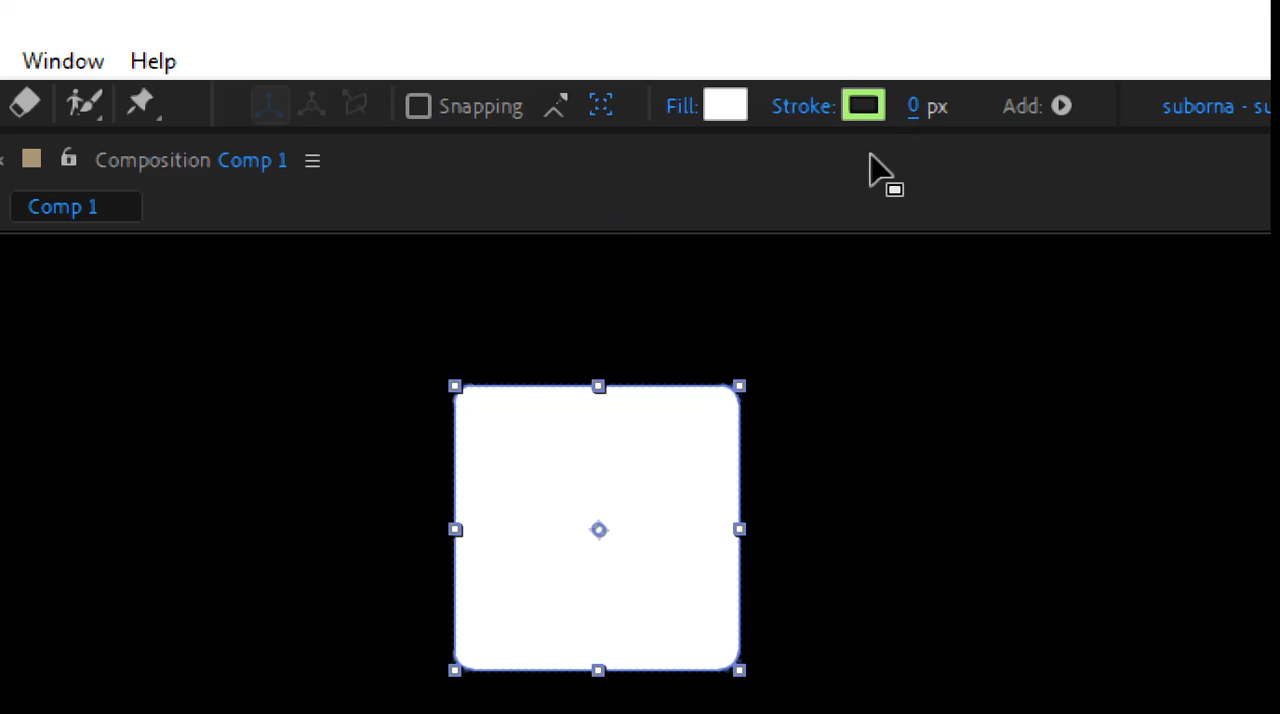 Window Help
Snapping Fill: Stroke: 0 px Add: suborna - su
Composition Comp 1
Comp 1